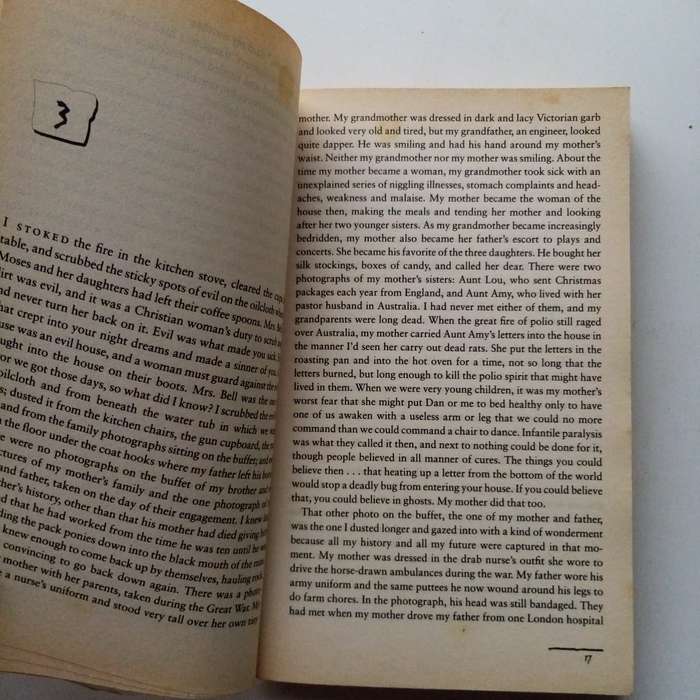 3
I STOKED the fire in the kitchen stove, cleared the cups
table, and scrubbed the sticky spots of evil on the oilcloth where
Moses and her daughters had left their coffee spoons. Mrs. Bell
dirt was evil, and it was a Christian woman's duty to scrub
and never turn her back on it. Evil was what made you sick. It
that crept into your night dreams and made a sinner of you.
use was an evil house, and a woman must guard against the
ught into the house on their boots. Mrs. Bell was the
or we got those days, so what did I know? I scrubbed the
oilcloth and from beneath the water tub in which we
s; dusted it from the kitchen chairs, the gun cupboard, the
and from the family photographs sitting on the buffet; and
the floor under the coat hooks where my father left his
e were no photographs on the buffet of my brother and
ctures of my mother's family and the one photograph
and father, taken on the day of their engagement. I knew
ther's history, other than that his mother had died giving
d that he had worked from the time he was ten until he
ding the pack ponies down into the black mouth of the
knew enough to come back up by themselves, hauling rock,
convincing to go back down again. There was a photo
mother with her parents, taken during the Great War. My
e a nurse's uniform and stood very tall over her own tiny
mother. My grandmother was dressed in dark and lacy Victorian garb
and looked very old and tired, but my grandfather, an engineer, looked
quite dapper. He was smiling and had his hand around my mother's
waist. Neither my grandmother nor my mother was smiling. About the
time my mother became a woman, my grandmother took sick with an
unexplained series of niggling illnesses, stomach complaints and head-
aches, weakness and malaise. My mother became the woman of the
house then, making the meals and tending her mother and looking
after her two younger sisters. As my grandmother became increasingly
bedridden, my mother also became her father's escort to plays and
concerts. She became his favorite of the three daughters. He bought her
silk stockings, boxes of candy, and called her dear. There were two
photographs of my mother's sisters: Aunt Lou, who sent Christmas
packages each year from England, and Aunt Amy, who lived with her
pastor husband in Australia. I had never met either of them, and my
grandparents were long dead. When the great fire of polio still raged
over Australia, my mother carried Aunt Amy's letters into the house in
the manner I'd seen her carry out dead rats. She put the letters in the
roasting pan and into the hot oven for a time, not so long that the
letters burned, but long enough to kill the polio spirit that might have
lived in them. When we were very young children, it was my mother's
worst fear that she might put Dan or me to bed healthy only to have
one of us awaken with a useless arm or leg that we could no more
command than we could command a chair to dance. Infantile paralysis
was what they called it then, and next to nothing could be done for it,
though people believed in all manner of cures. The things you could
believe then . . . that heating up a letter from the bottom of the world
would stop a deadly bug from entering your house. If you could believe
that, you could believe in ghosts. My mother did that too.
That other photo on the buffet, the one of my mother and father,
was the one I dusted longer and gazed into with a kind of wonderment
because all my history and all my future were captured in that mo-
ment. My mother was dressed in the drab nurse's outfit she wore to
drive the horse-drawn ambulances during the war. My father wore his
army uniform and the same puttees he now wound around his legs to
do farm chores. In the photograph, his head was still bandaged. They
had met when my mother drove my father from one London hospital
17